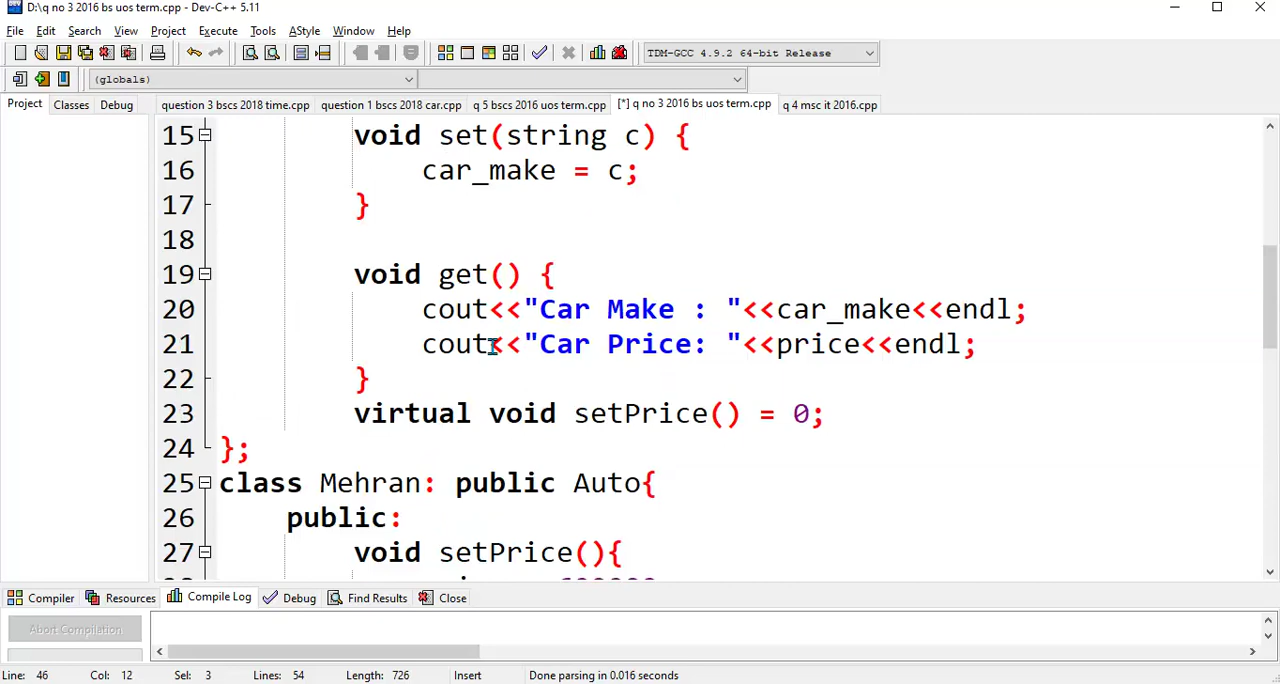 D:\q no 3 2016 bs uos term.cpp - Dev-C++ 5.11
File Edit Search View Project Execute Tools AStyle Window Help
TDM-GCC 4.9.2 64-bit Release
(globals)
Project Classes Debug question 3 bscs 2018 time.cpp question 1 bscs 2018 car.cpp q 5 bscs 2016 uos term.cpp [*] q no 3 2016 bs uos term.cpp q 4 msc it 2016.cpp
15 void set(string c) {
16 car_make = c;
17 }
18
19 void get() {
20 cout<<"Car Make : "<<car_make<<endl;
21 cout<<"Car Price: "<<price<<endl;
22 }
23 virtual void setPrice() = 0;
24 };
25 class Mehran: public Auto{
26 public:
27 void setPrice(){
Compiler Resources Compile Log Debug Find Results Close
Abort Compilation
Line: 46 Col: 12 Sel: 3 Lines: 54 Length: 726 Insert Done parsing in 0.016 seconds